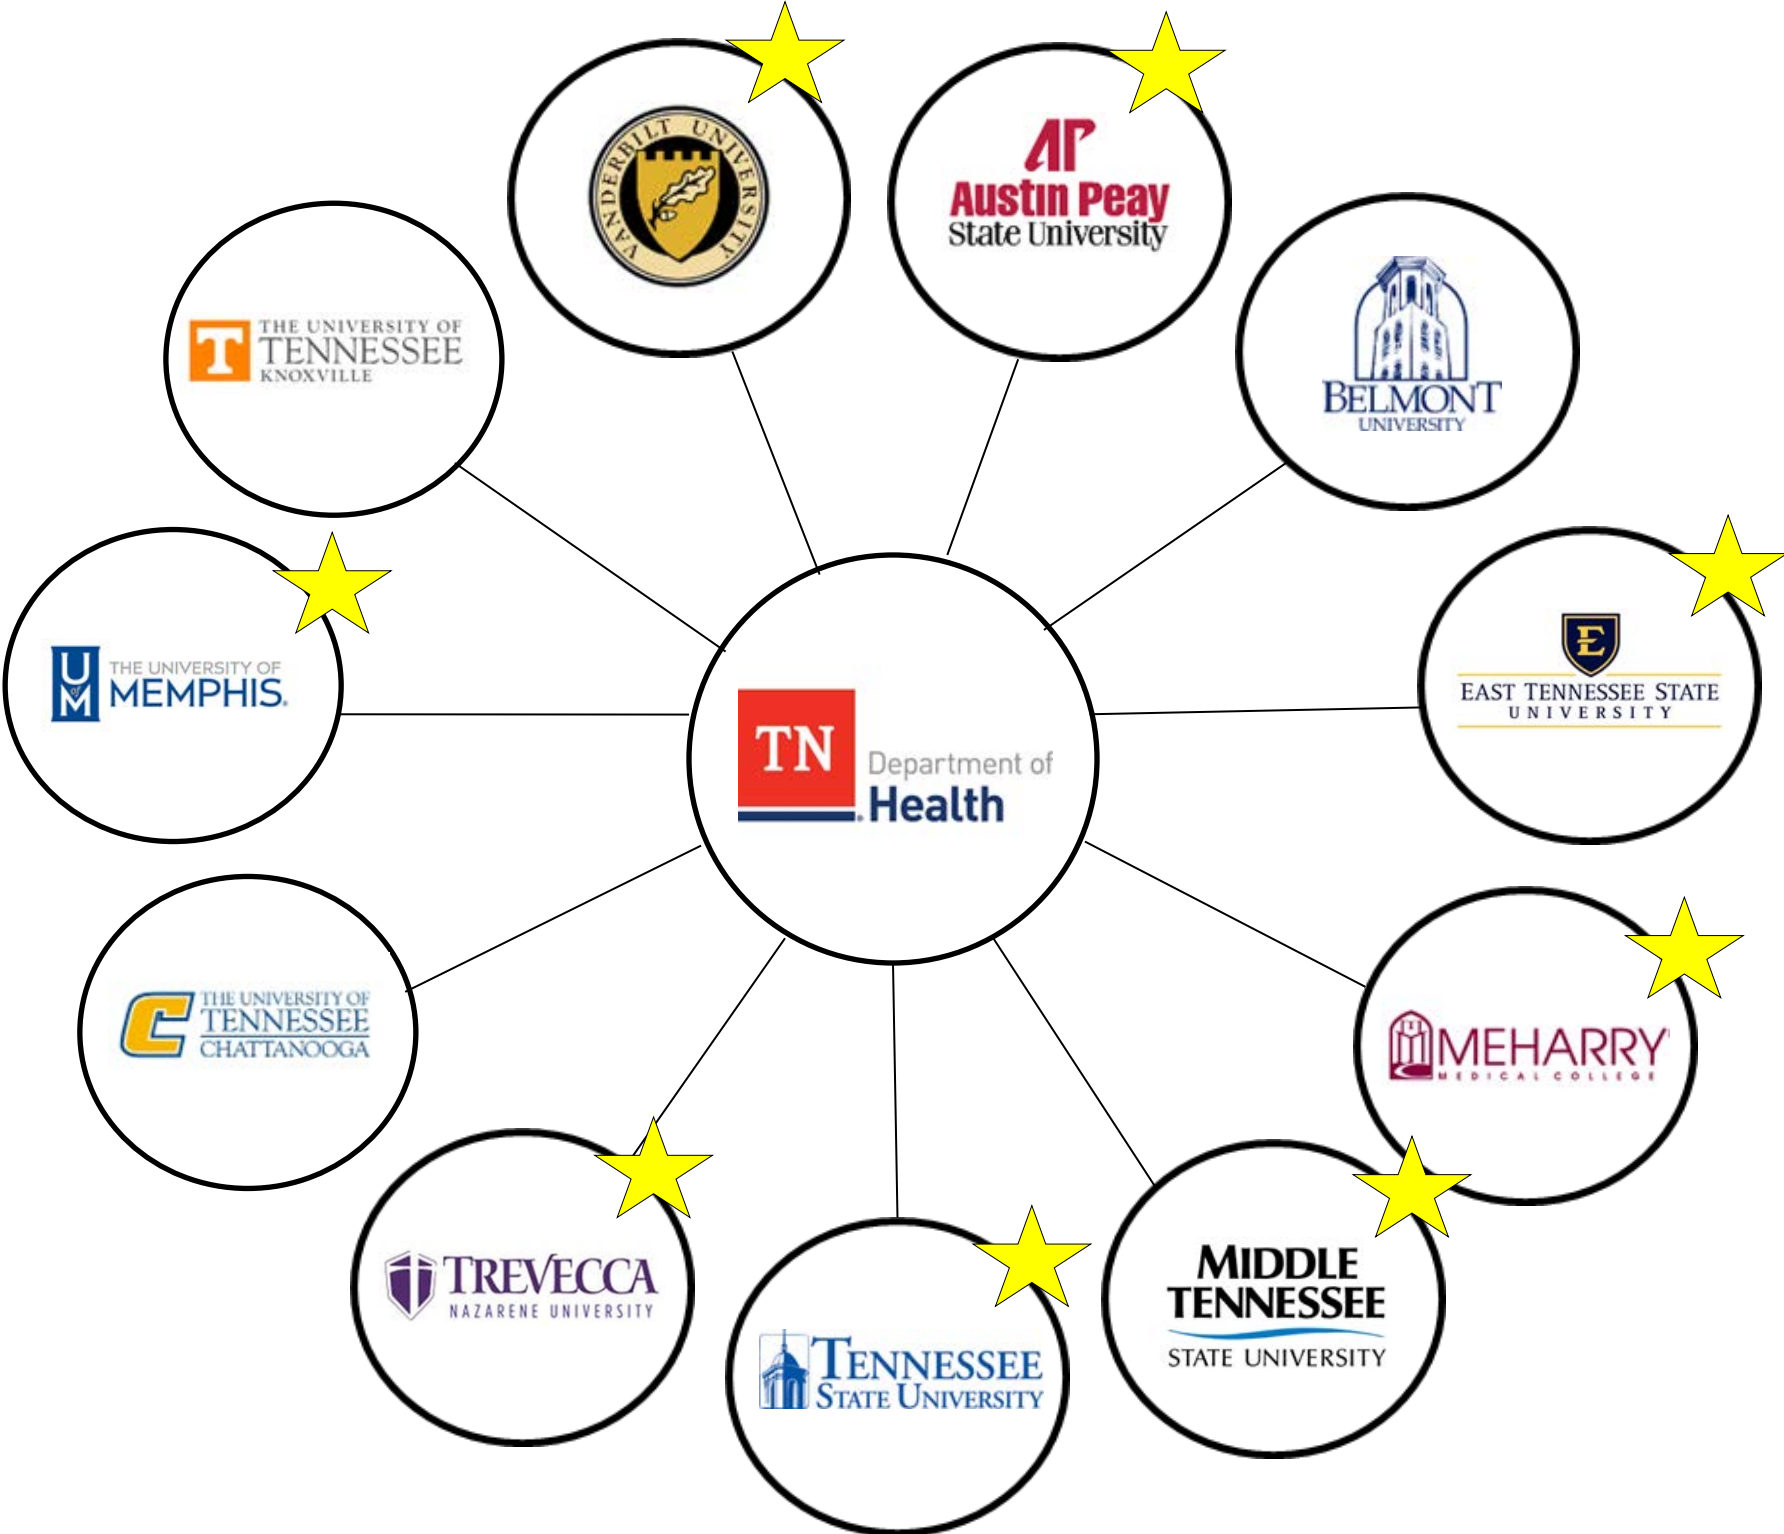 VANDERBILT UNIVERSITY
AP
Austin Peay
State University
T
THE UNIVERSITY OF
TENNESSEE
KNOXVILLE
BELMONT
UNIVERSITY
U
of
M
THE UNIVERSITY OF
MEMPHIS.
E
EAST TENNESSEE STATE
UNIVERSITY
TN
Department of
Health
C
THE UNIVERSITY OF
TENNESSEE
CHATTANOOGA
MEHARRY
MEDICAL COLLEGE
TREVECCA
NAZARENE UNIVERSITY
TENNESSEE
STATE UNIVERSITY
MIDDLE
TENNESSEE
STATE UNIVERSITY